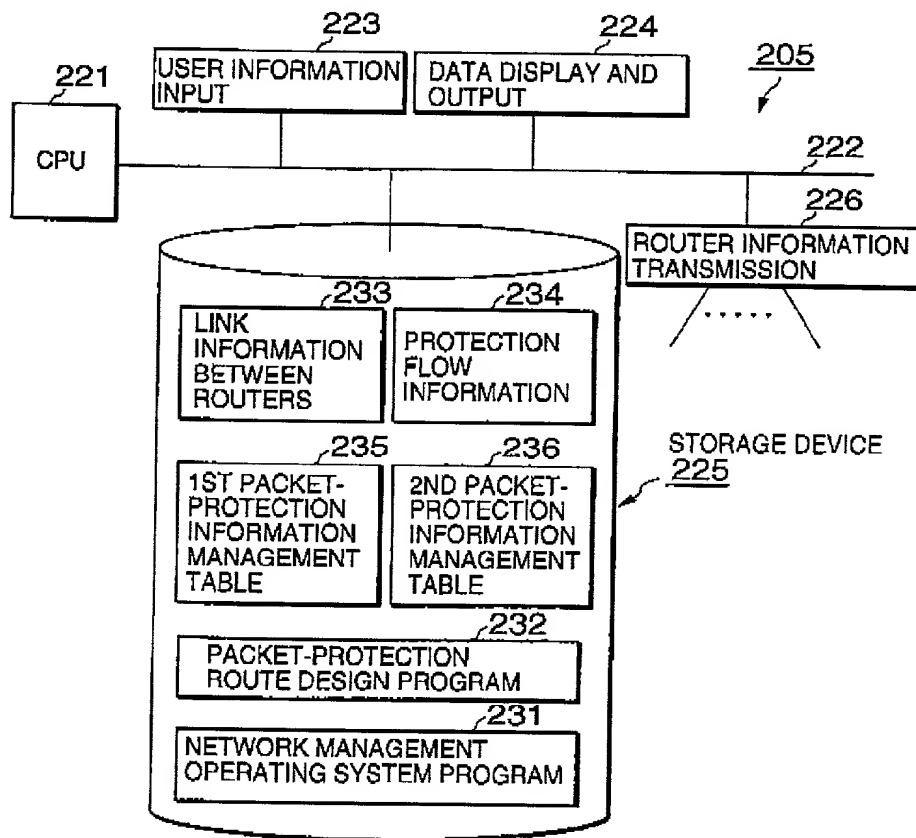 223
224
205
221
USER INFORMATION
INPUT
DATA DISPLAY AND
OUTPUT
CPU
222
226
ROUTER INFORMATION
TRANSMISSION
233
234
LINK
INFORMATION
BETWEEN
ROUTERS
PROTECTION
FLOW
INFORMATION
235
236
STORAGE DEVICE
225
1ST PACKET-
PROTECTION
INFORMATION
MANAGEMENT
TABLE
2ND PACKET-
PROTECTION
INFORMATION
MANAGEMENT
TABLE
232
PACKET-PROTECTION
ROUTE DESIGN PROGRAM
231
NETWORK MANAGEMENT
OPERATING SYSTEM PROGRAM